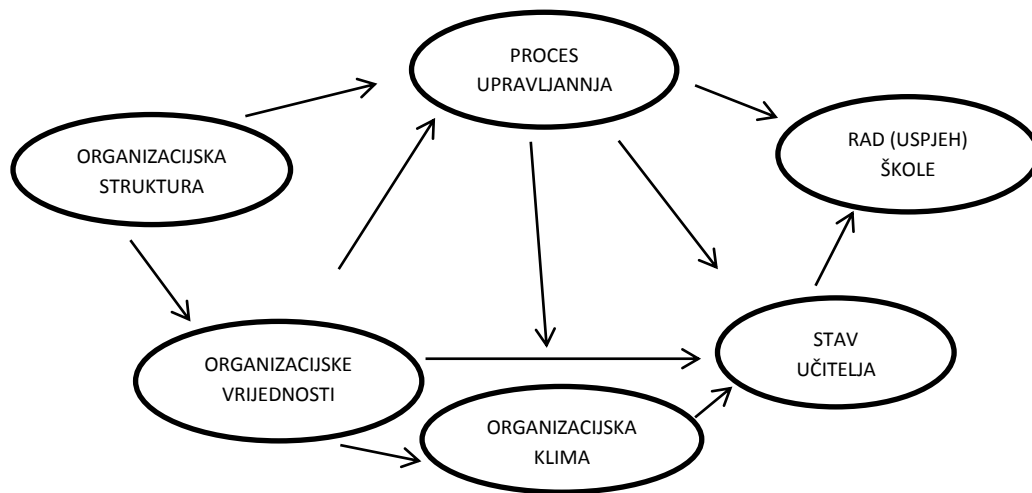 PROCES
UPRAVLJANNJA
ORGANIZACIJSKA
STRUKTURA
RAD (USPJEH)
ŠKOLE
ORGANIZACIJSKE
VRIJEDNOSTI
STAV
UČITELJA
ORGANIZACIJSKA
KLIMA